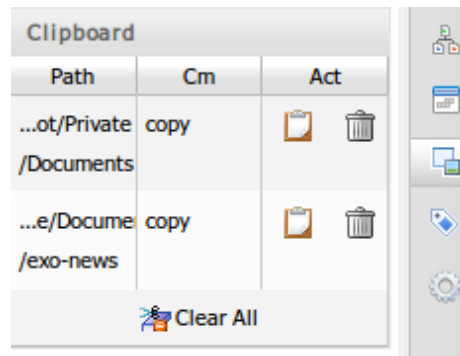 Clipboard
Path Cm Act
...ot/Private copy
/Documents
...e/Docume copy
/exo-news
Clear All